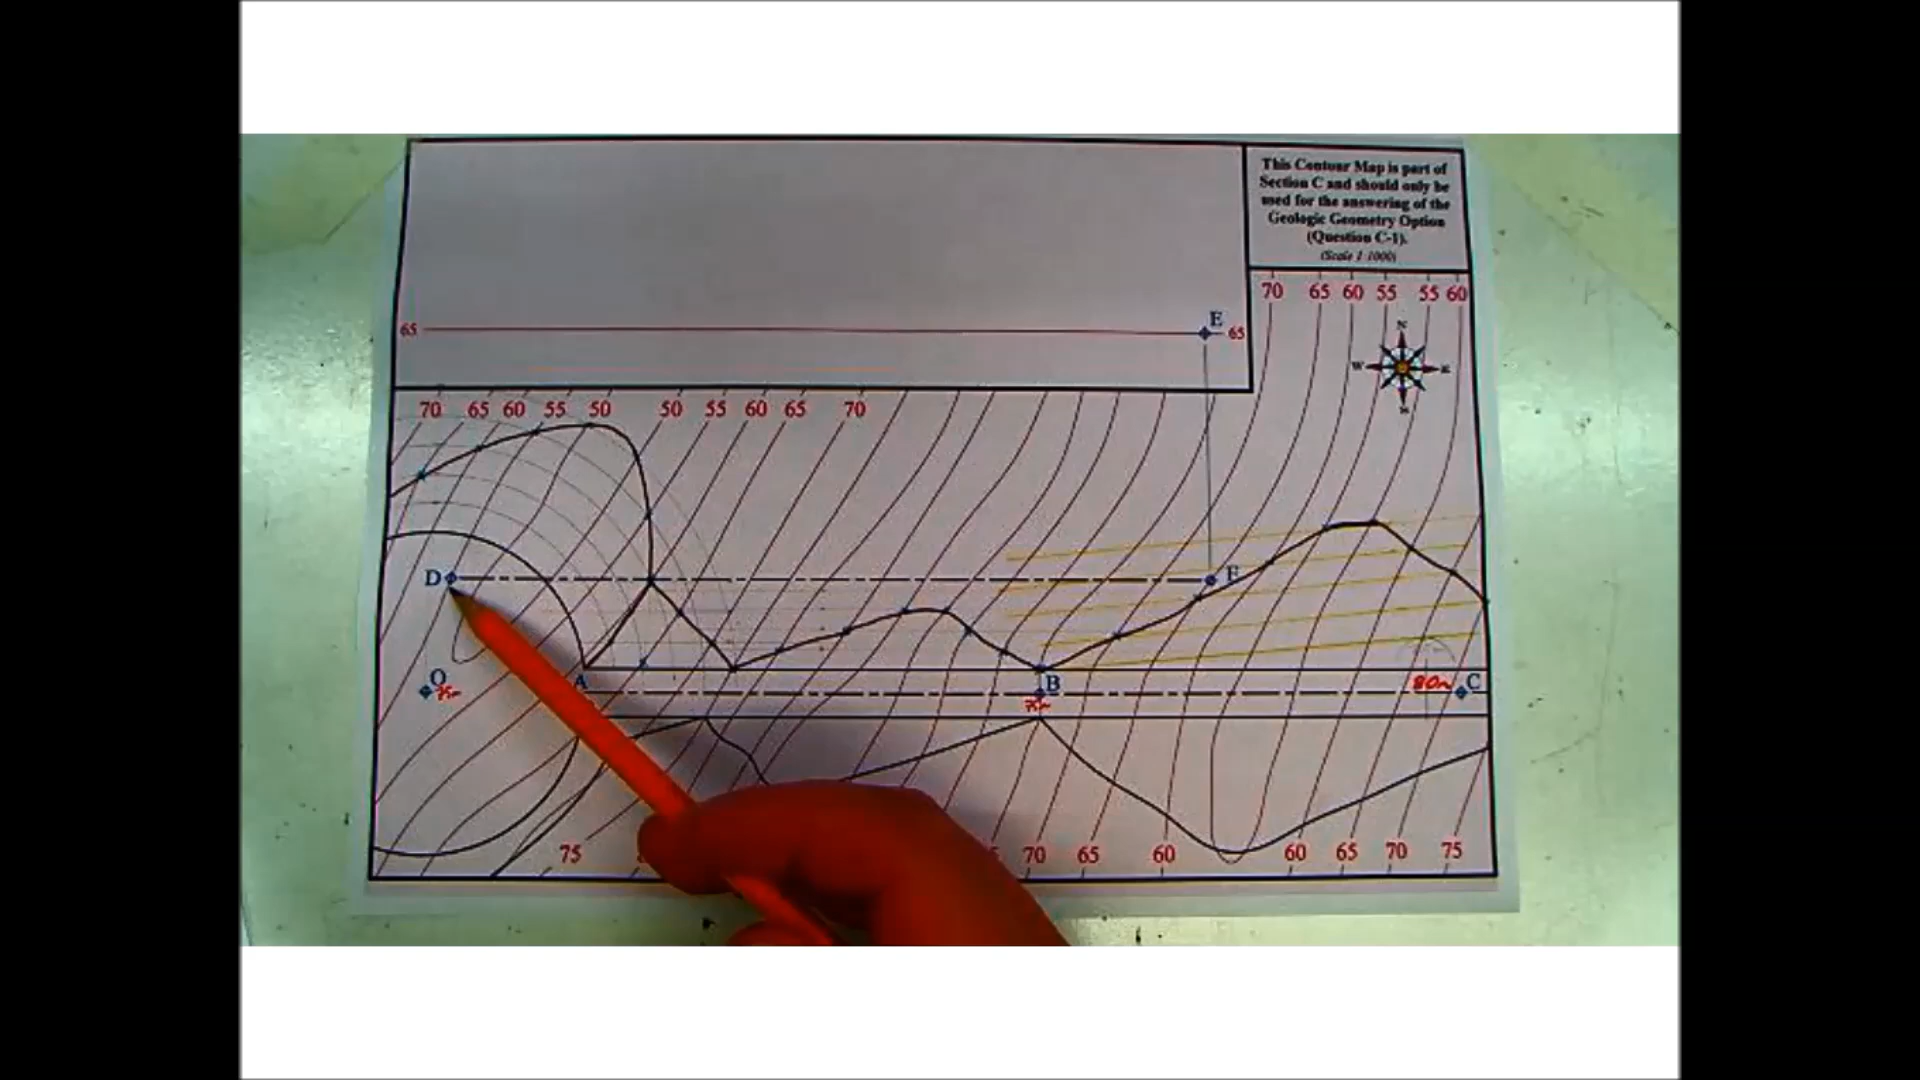 This Contour Map is part of
Section C and should only be
used for the answering of the
Geologic Geometry Option
(Question C-1).
(Scale 1:1000)
70 65 60 55 55 60
N
W E
S
E
65 65
70 65 60 55 50 50 55 60 65 70
D E
O 75m
A B C
75m
80m
75 70 65 60 60 65 70 75